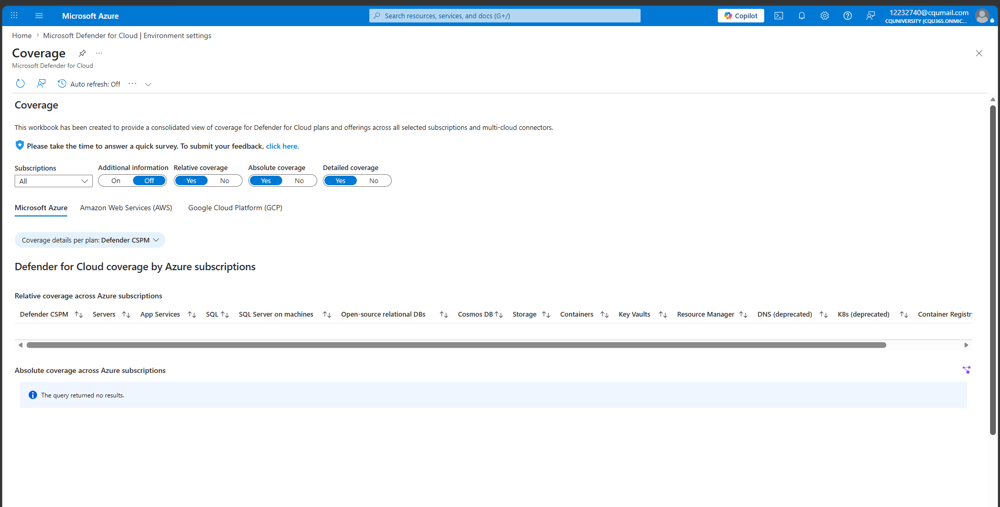 Microsoft Azure
Search resources, services, and docs (G+/)
Copilot
12232740@cqumail.com
CQUNIVERSITY (CQU365.ONMIC...
Home > Microsoft Defender for Cloud | Environment settings
Coverage
...
Microsoft Defender for Cloud
Auto refresh: Off ...
Coverage
This workbook has been created to provide a consolidated view of coverage for Defender for Cloud plans and offerings across all selected subscriptions and multi-cloud connectors.
Please take the time to answer a quick survey. To submit your feedback, click here.
Subscriptions Additional information Relative coverage Absolute coverage Detailed coverage
All On Off Yes No Yes No Yes No
Microsoft Azure Amazon Web Services (AWS) Google Cloud Platform (GCP)
Coverage details per plan: Defender CSPM
Defender for Cloud coverage by Azure subscriptions
Relative coverage across Azure subscriptions
Defender CSPM ↑↓ Servers ↑↓ App Services ↑↓ SQL ↑↓ SQL Server on machines ↑↓ Open-source relational DBs ↑↓ Cosmos DB ↑↓ Storage ↑↓ Containers ↑↓ Key Vaults ↑↓ Resource Manager ↑↓ DNS (deprecated) ↑↓ K8s (deprecated) ↑↓ Container Registry
Absolute coverage across Azure subscriptions
The query returned no results.